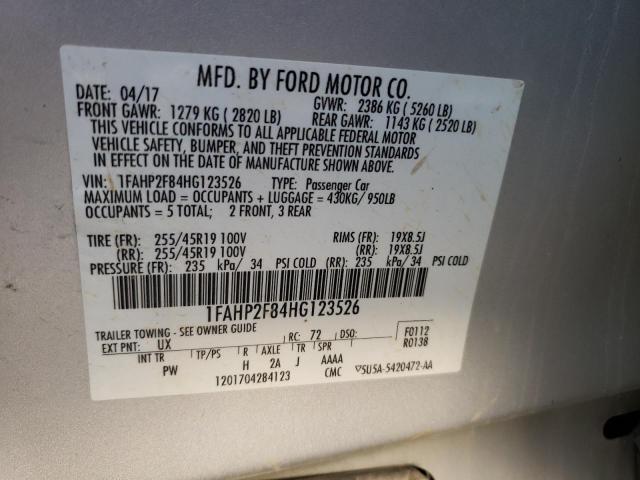 MFD. BY FORD MOTOR CO.
DATE: 04/17 GVWR: 2386 KG ( 5260 LB)
FRONT GAWR: 1279 KG ( 2820 LB) REAR GAWR: 1143 KG ( 2520 LB)
THIS VEHICLE CONFORMS TO ALL APPLICABLE FEDERAL MOTOR
VEHICLE SAFETY, BUMPER, AND THEFT PREVENTION STANDARDS
IN EFFECT ON THE DATE OF MANUFACTURE SHOWN ABOVE.
VIN: 1FAHP2F84HG123526 TYPE: Passenger Car
MAXIMUM LOAD = OCCUPANTS + LUGGAGE = 430KG/ 950LB
OCCUPANTS = 5 TOTAL; 2 FRONT, 3 REAR
TIRE (FR): 255/45R19 100V RIMS (FR): 19X8.5J
(RR): 255/45R19 100V (RR): 19X8.5J
PRESSURE (FR): 235 kPa/ 34 PSI COLD (RR): 235 kPa/ 34 PSI COLD
1FAHP2F84HG123526
TRAILER TOWING - SEE OWNER GUIDE
EXT PNT: UX RC: 72 DSO: F0112
R0138
INT TR TP/PS R AXLE TR SPR
PW H 2A J AAAA
1201704284123 CMC ▽SU5A-5420472-AA